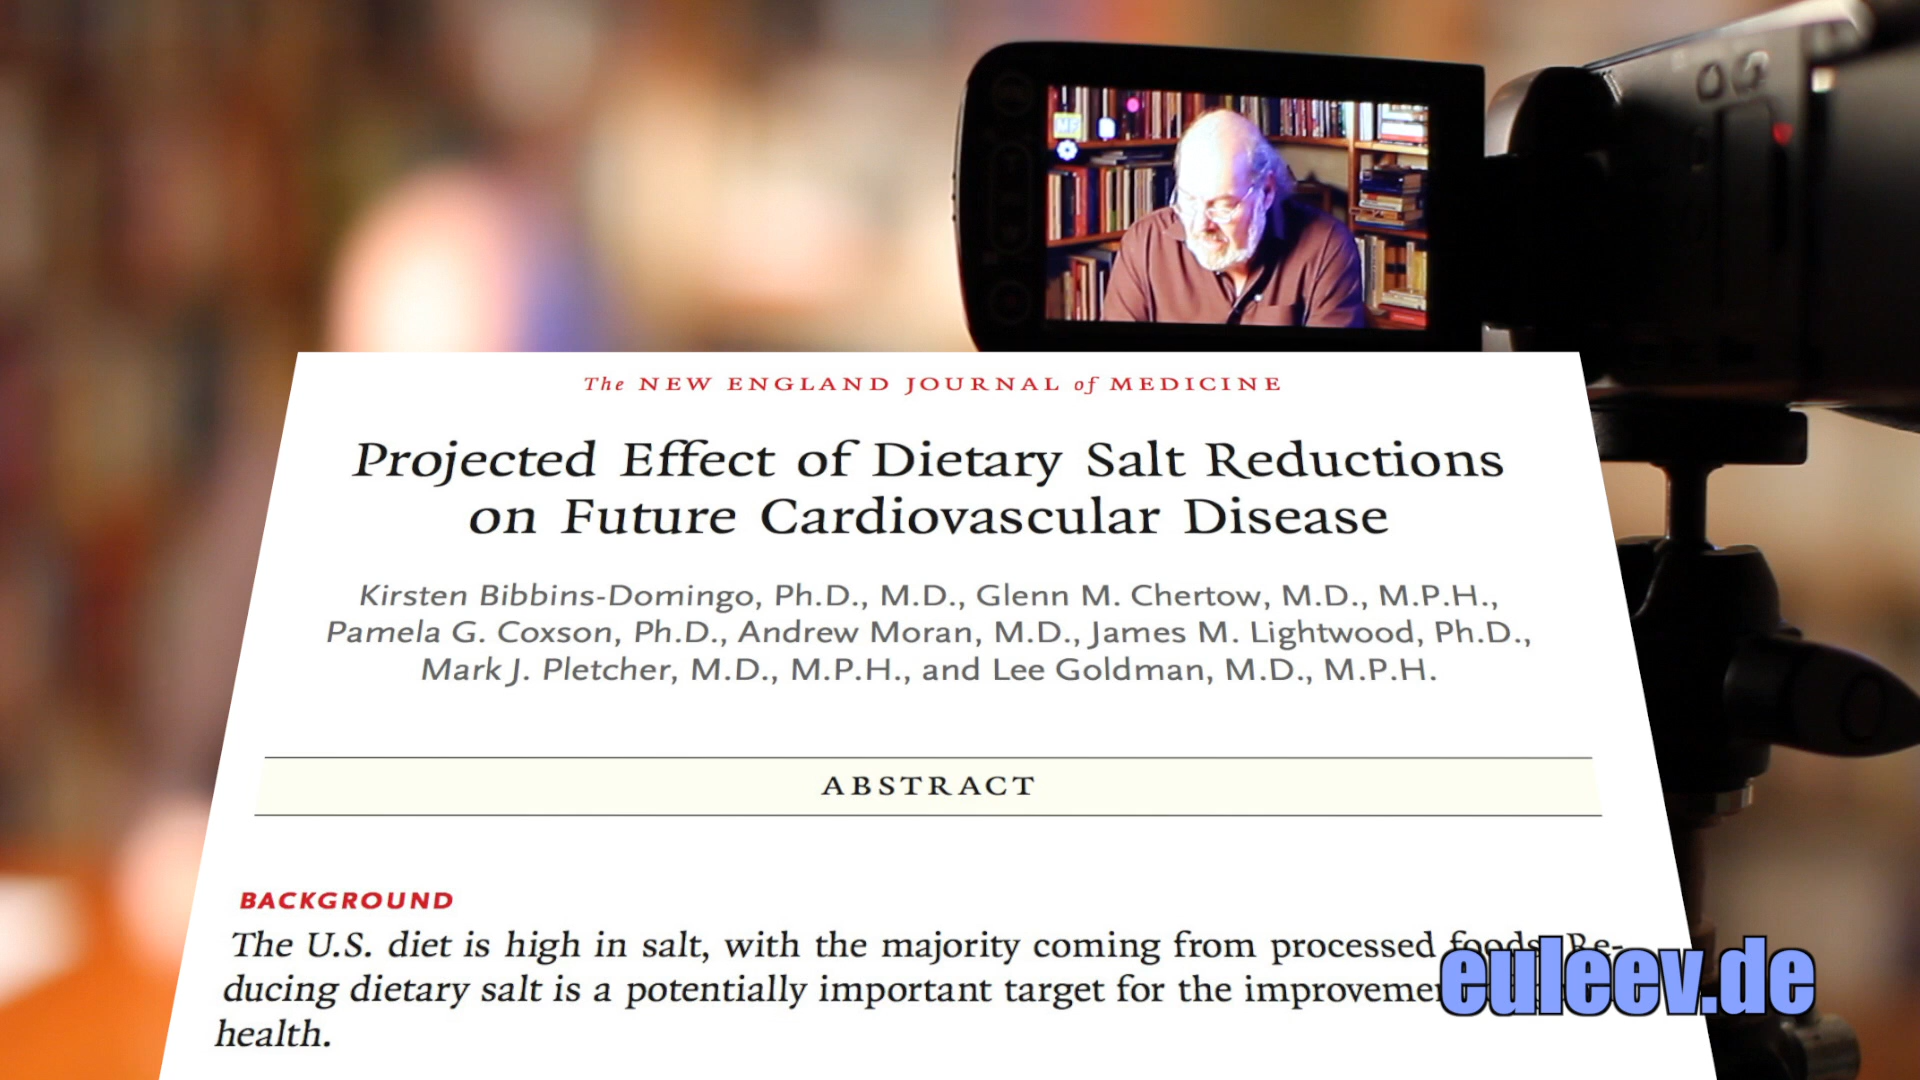 The NEW ENGLAND JOURNAL of MEDICINE
Projected Effect of Dietary Salt Reductions
on Future Cardiovascular Disease
Kirsten Bibbins-Domingo, Ph.D., M.D., Glenn M. Chertow, M.D., M.P.H.,
Pamela G. Coxson, Ph.D., Andrew Moran, M.D., James M. Lightwood, Ph.D.,
Mark J. Pletcher, M.D., M.P.H., and Lee Goldman, M.D., M.P.H.
ABSTRACT
BACKGROUND
The U.S. diet is high in salt, with the majority coming from processed foods. Re-
ducing dietary salt is a potentially important target for the
health.
euleev.de